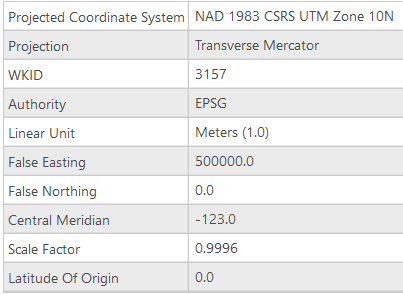 Projected Coordinate System NAD 1983 CSRS UTM Zone 10N
Projection Transverse Mercator
WKID 3157
Authority EPSG
Linear Unit Meters (1.0)
False Easting 500000.0
False Northing 0.0
Central Meridian -123.0
Scale Factor 0.9996
Latitude Of Origin 0.0